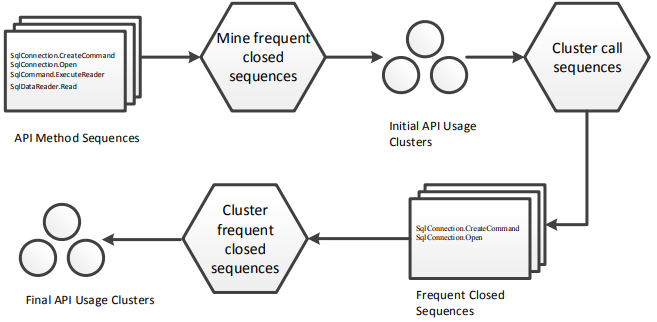 SqlConnection.CreateCommand
SqlConnection.Open
SqlCommand.ExecuteReader
SqlDataReader.Read
API Method Sequences
Mine frequent
closed
sequences
Initial API Usage
Clusters
Cluster call
sequences
SqlConnection.CreateCommand
SqlConnection.Open
Frequent Closed
Sequences
Cluster
frequent
closed
sequences
Final API Usage Clusters